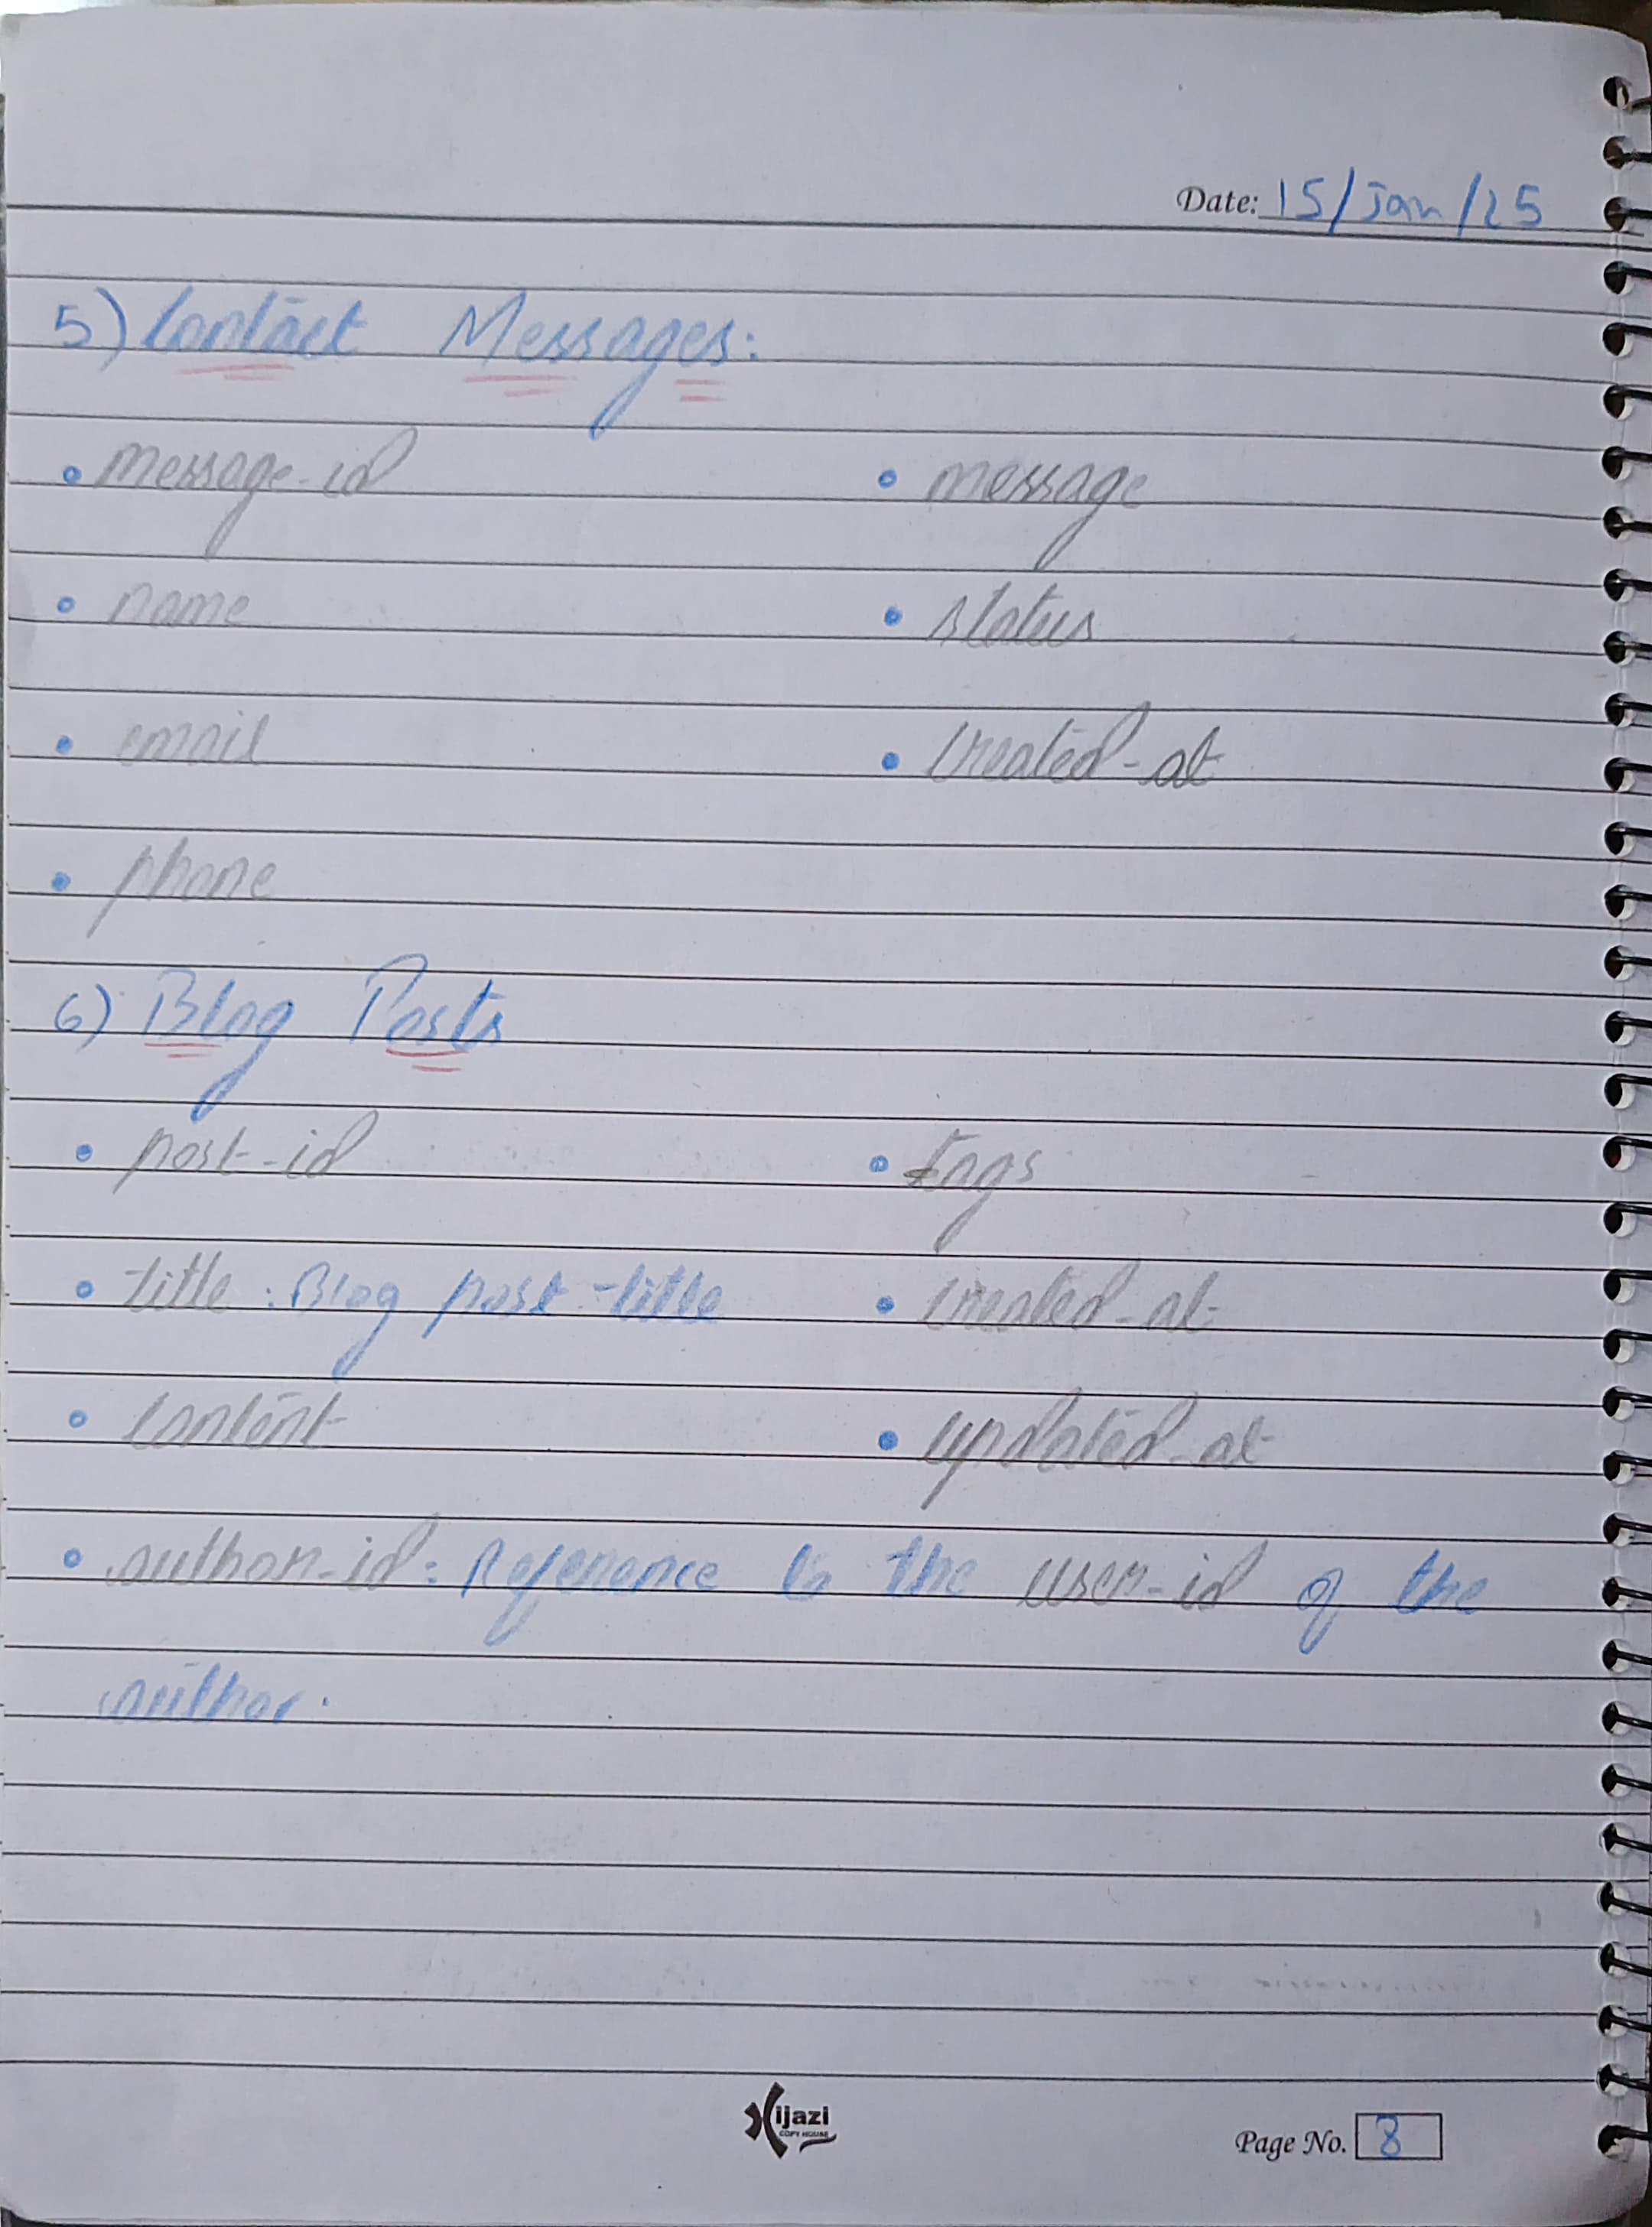 Date: 15/Jan/25
5) Contact Messages:
• message-id
• message
• name
• status
• email
• created-at
• phone
6) Blog Posts
• post-id
• tags
• title : Blog post-title
• created-at
• content
• updated-at
• author-id: Reference to the user-id of the
author.
Hijazi
COPY HOUSE
Page No. 8